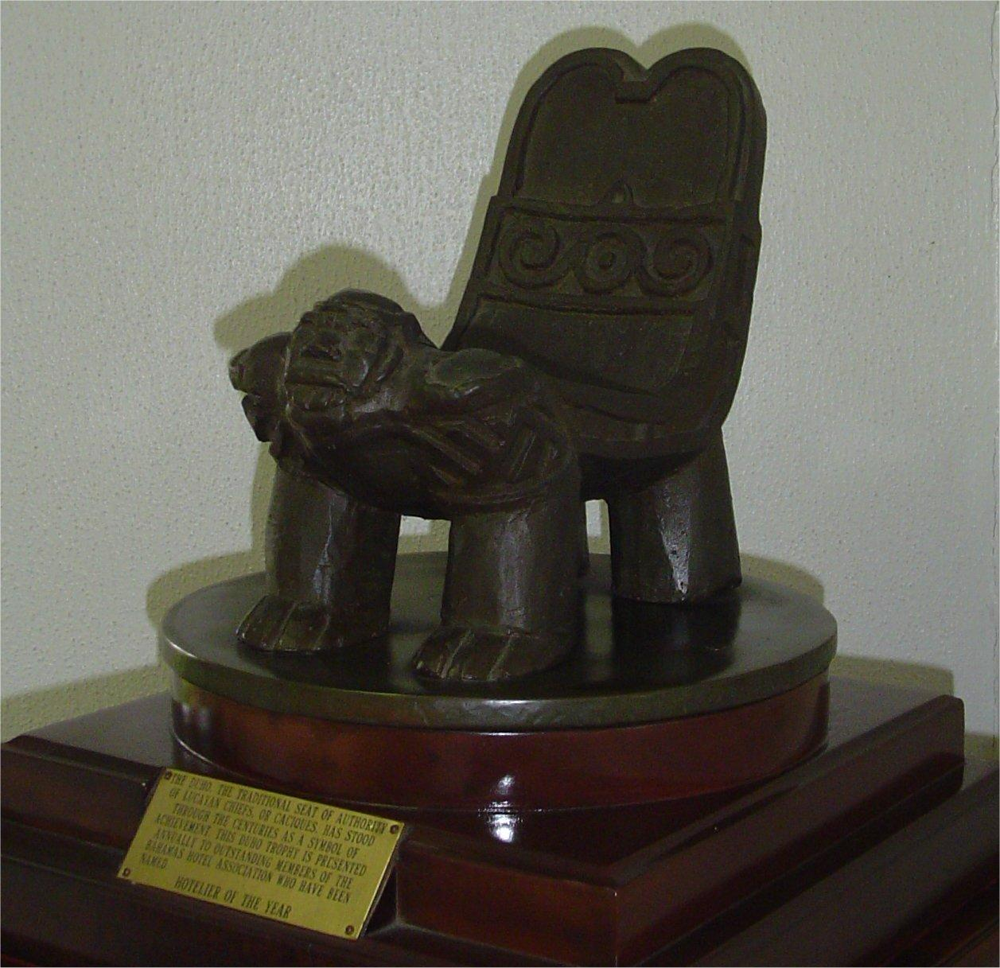 THE DUHO, THE TRADITIONAL SEAT OF AUTHORITY
OF LUCAYAN CHIEFS, OR CACIQUES, HAS STOOD
THROUGH THE CENTURIES AS A SYMBOL OF
ACHIEVEMENT. THIS DUHO TROPHY IS PRESENTED
ANNUALLY TO OUTSTANDING MEMBERS OF THE
BAHAMAS HOTEL ASSOCIATION WHO HAVE BEEN
NAMED
HOTELIER OF THE YEAR